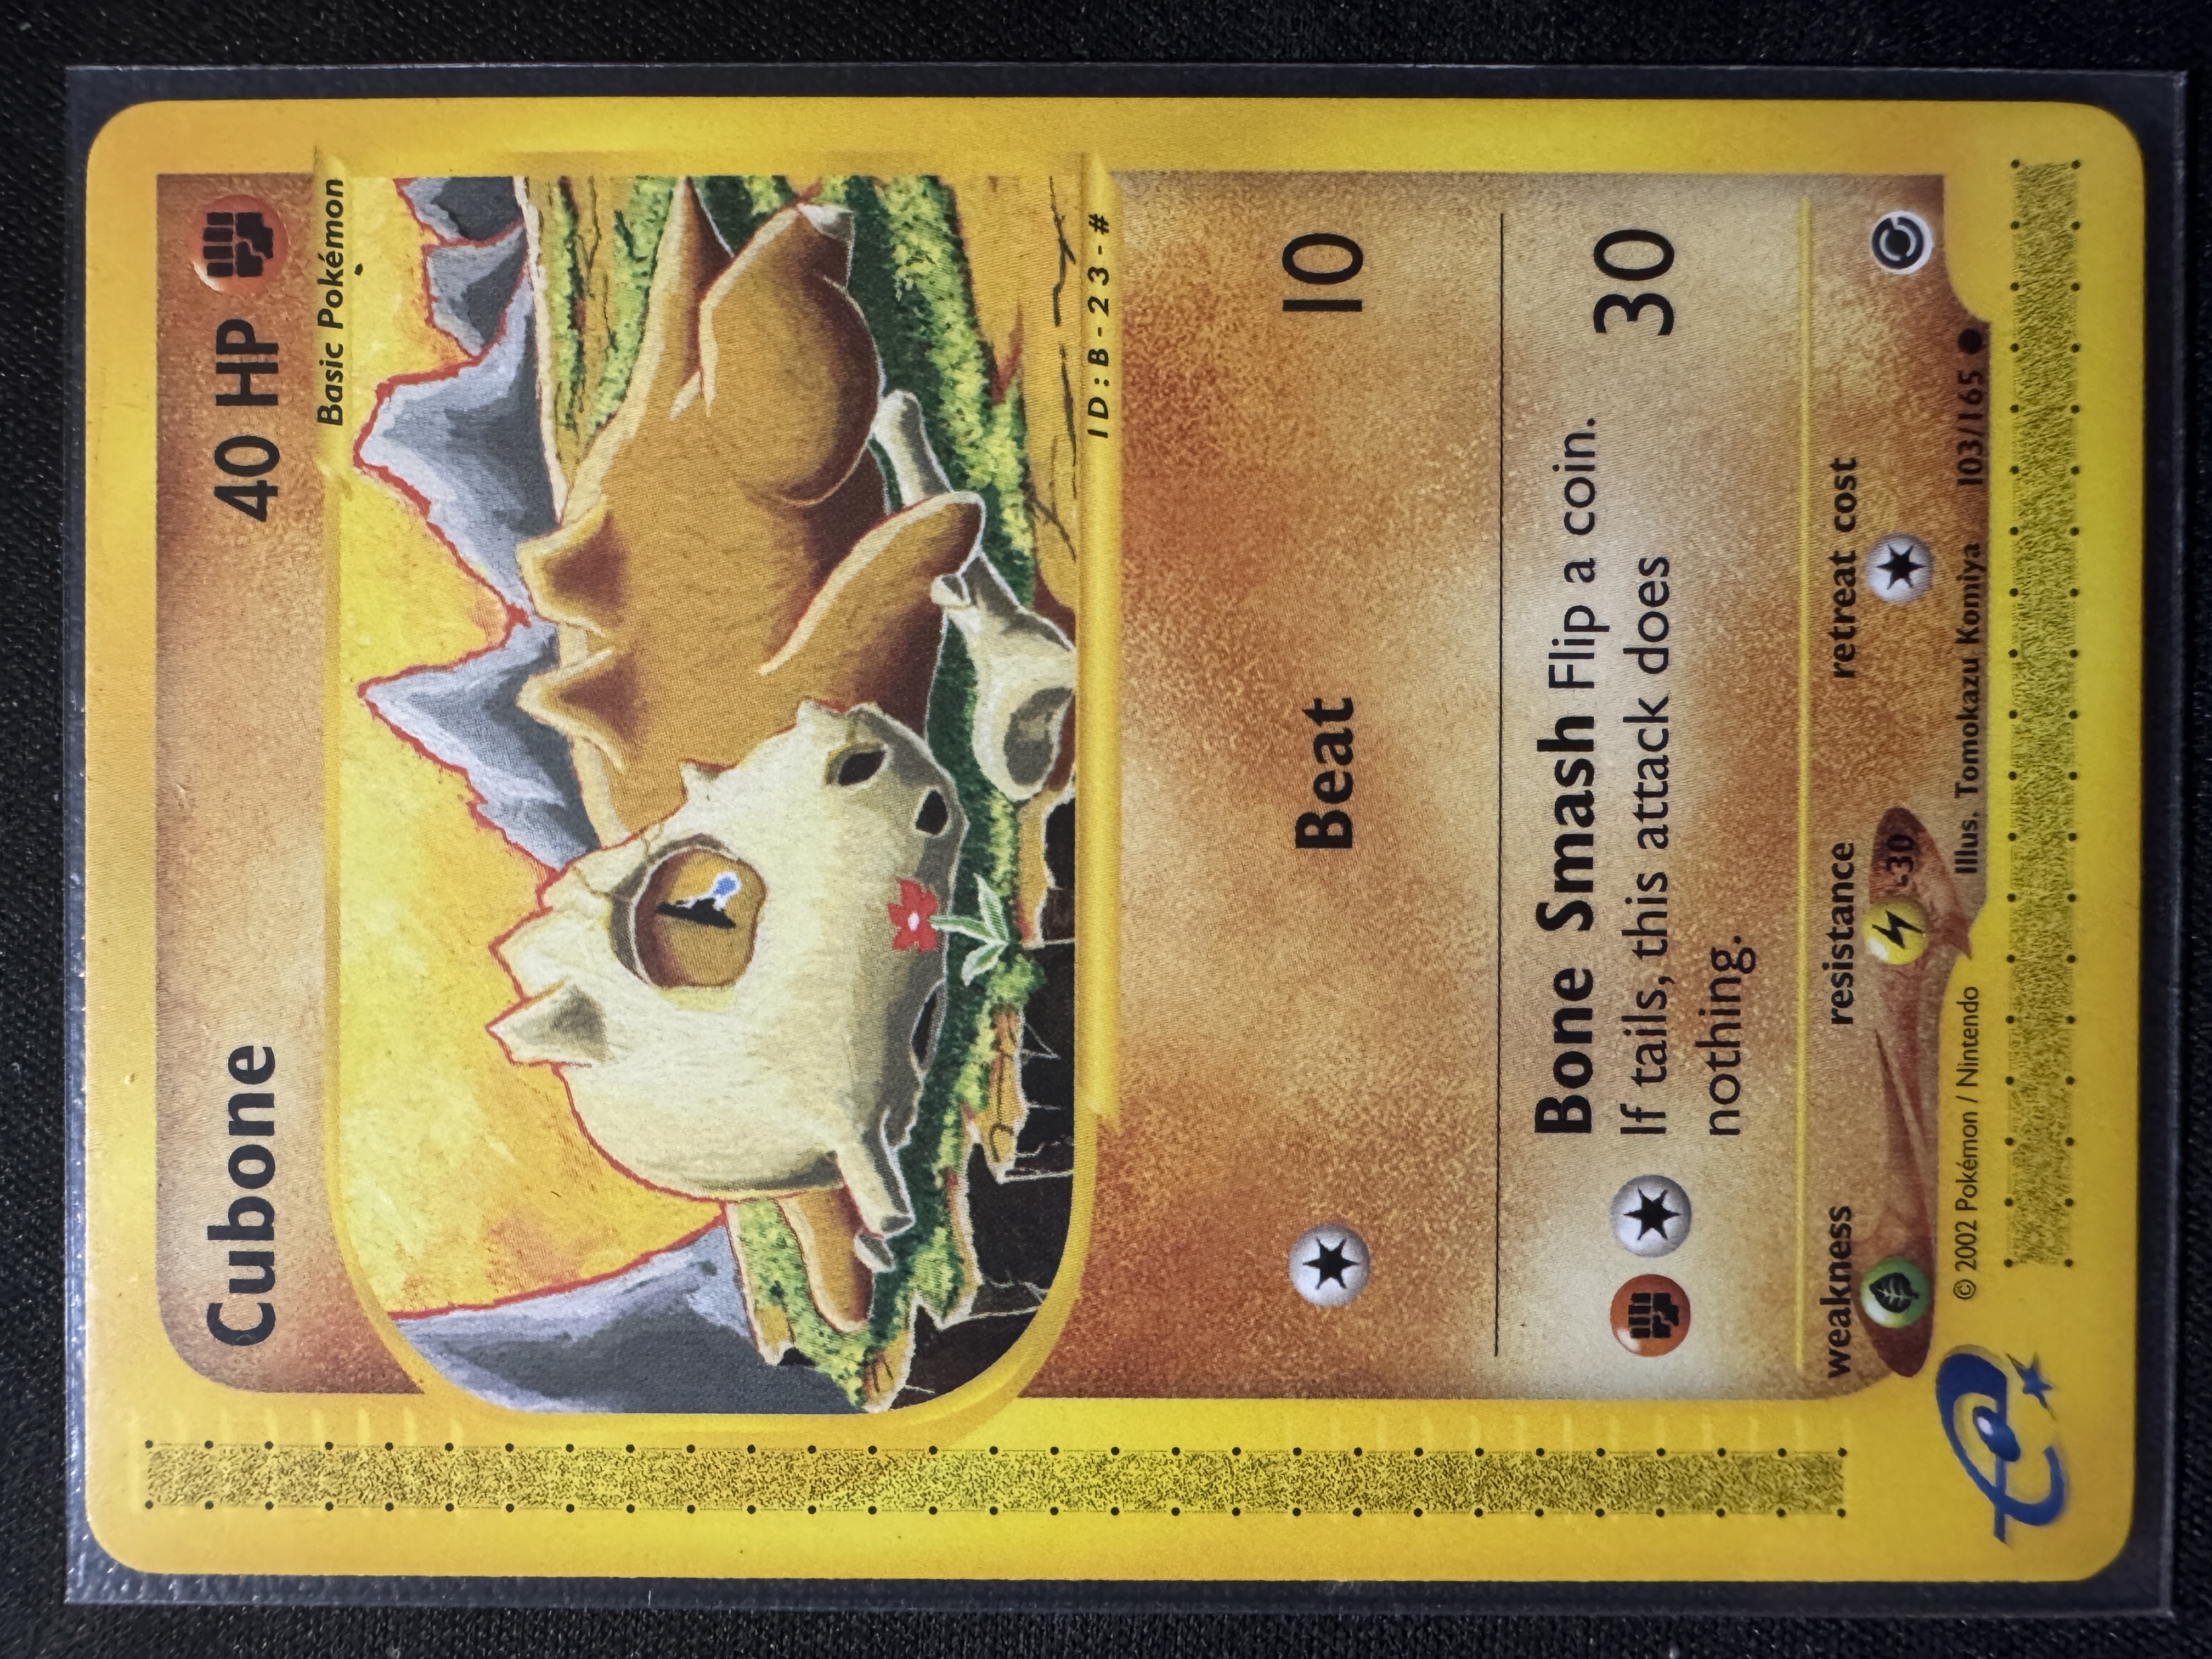 Cubone 40 HP
Basic Pokémon
ID:B-23-#
Beat 10
Bone Smash Flip a coin.
If tails, this attack does
nothing.
30
weakness resistance retreat cost
-30
© 2002 Pokémon / Nintendo Illus. Tomokazu Komiya 103/165